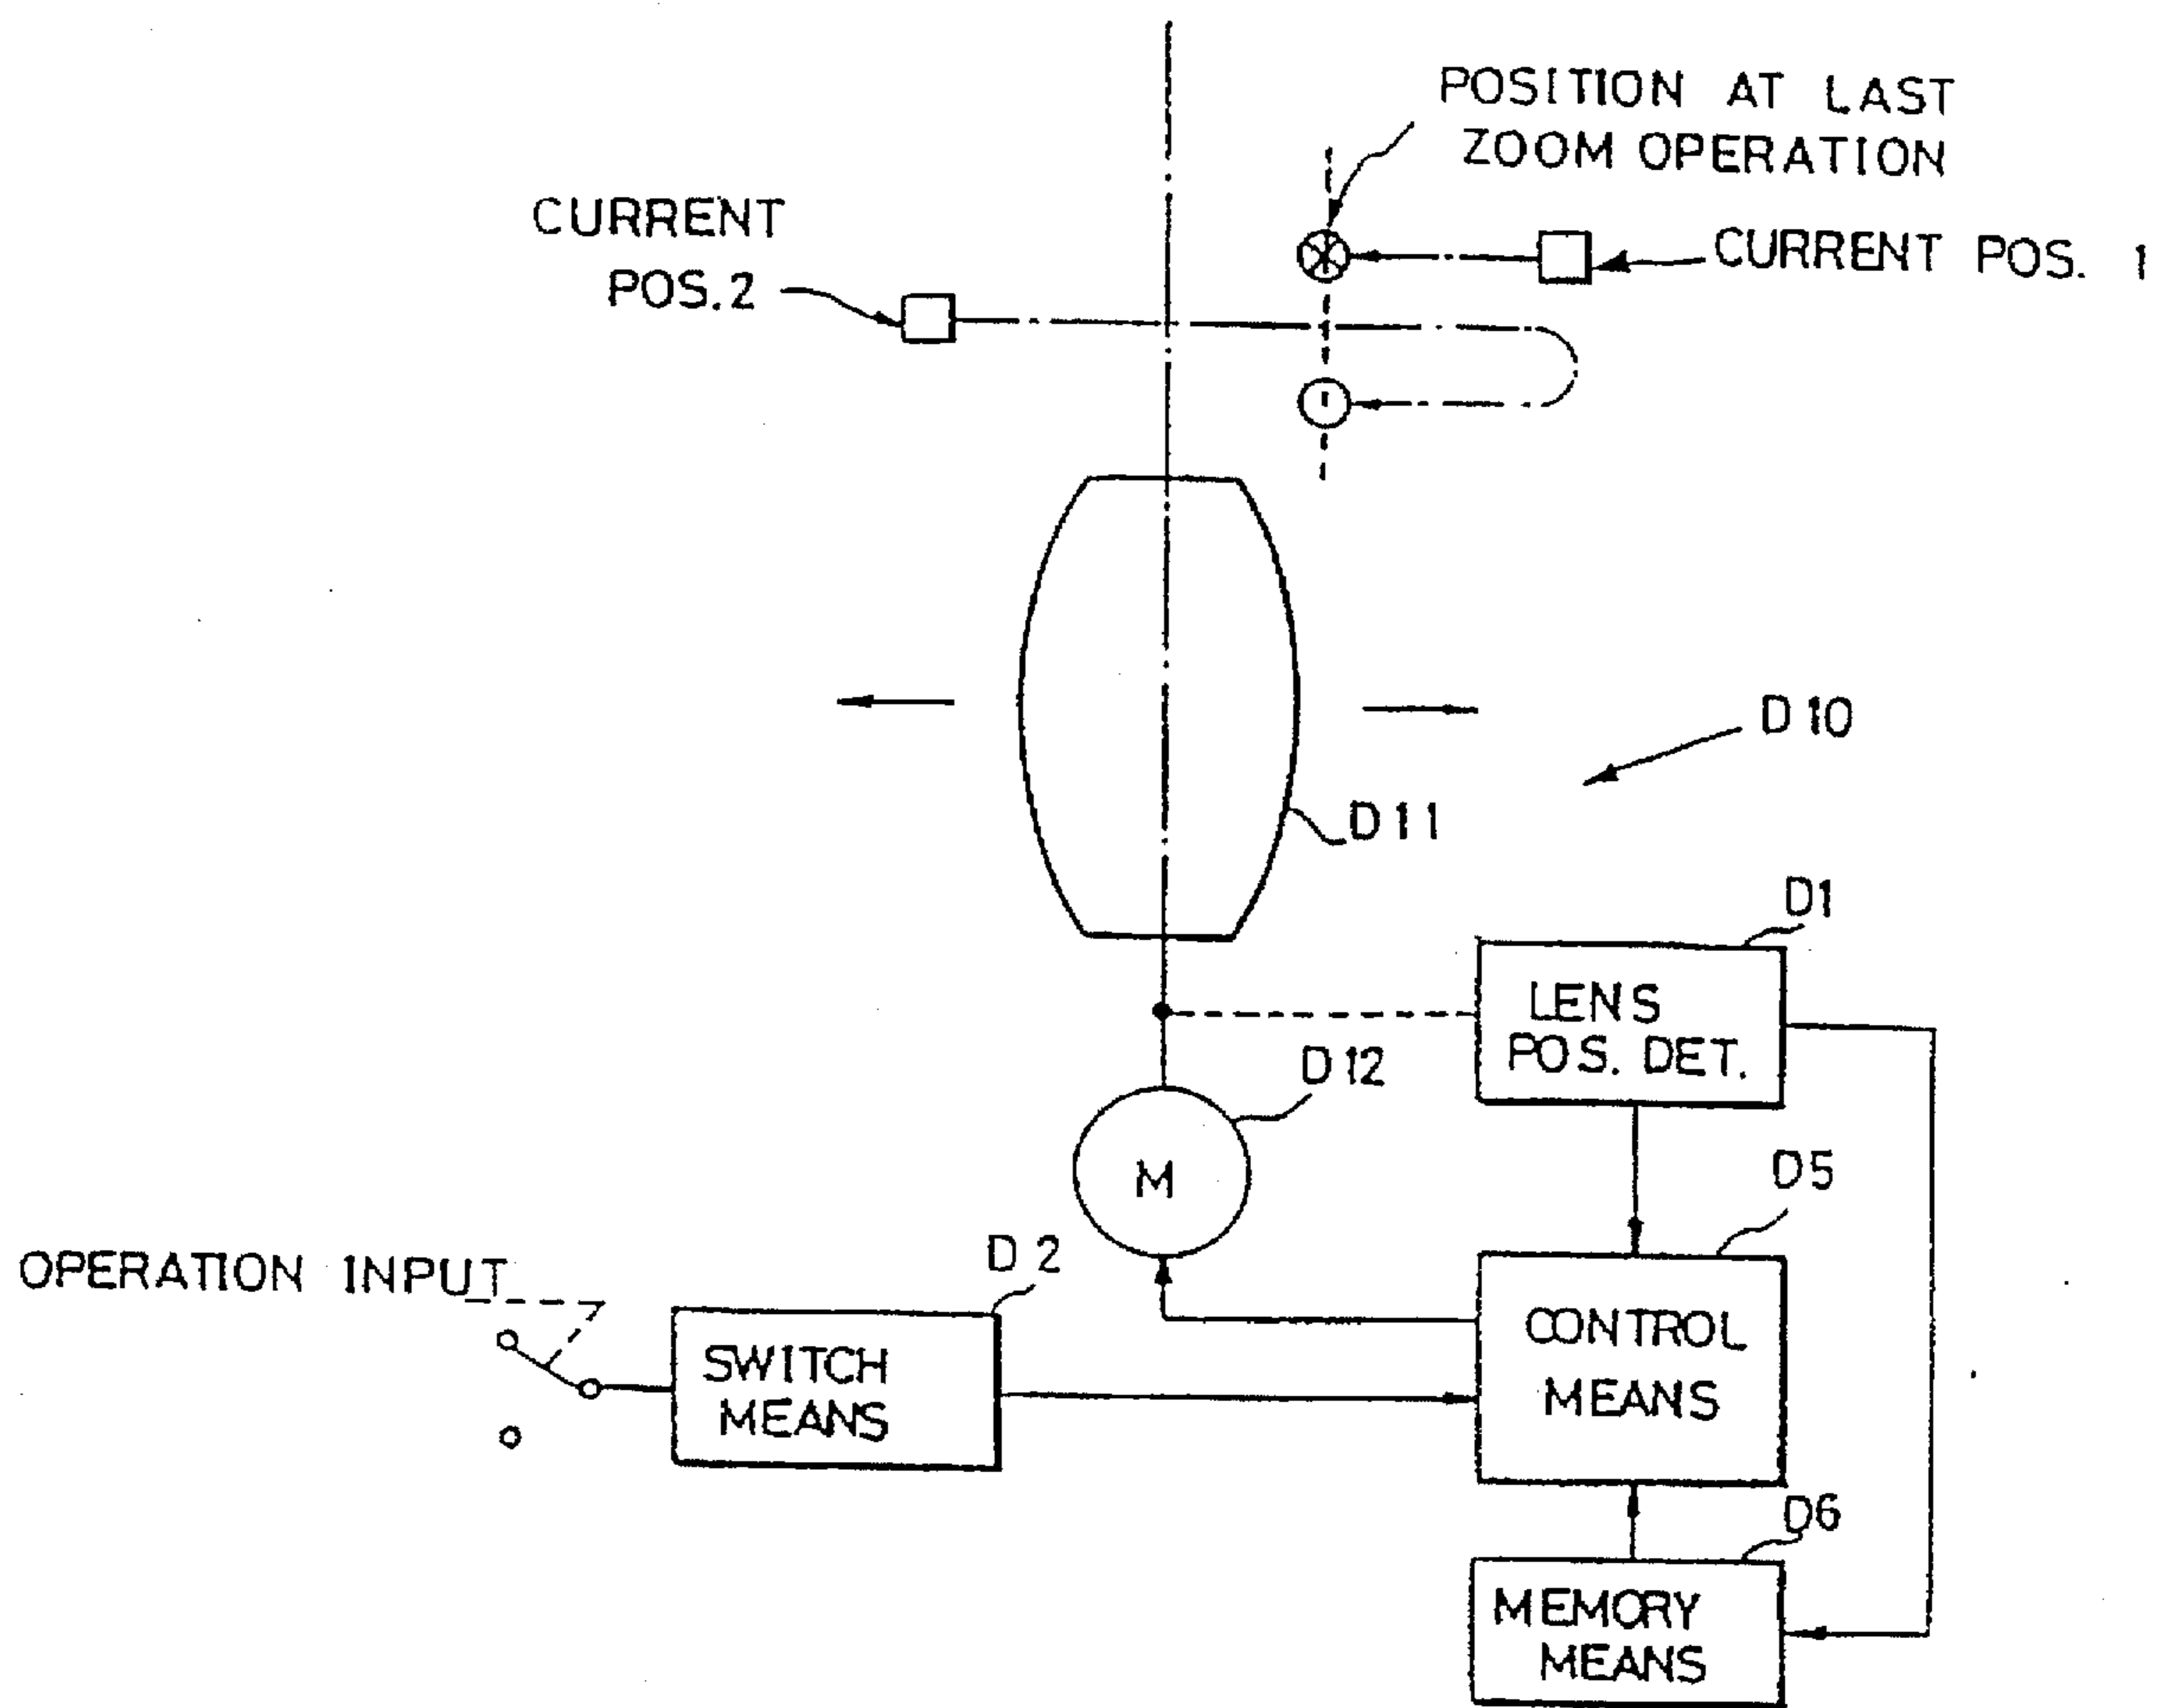 POSITION AT LAST
ZOOM OPERATION
CURRENT
POS.2
CURRENT POS. 1
D10
D11
D1
LENS
POS. DET.
D12
M
D5
OPERATION INPUT
D2
SWITCH
MEANS
CONTROL
MEANS
D6
MEMORY
MEANS